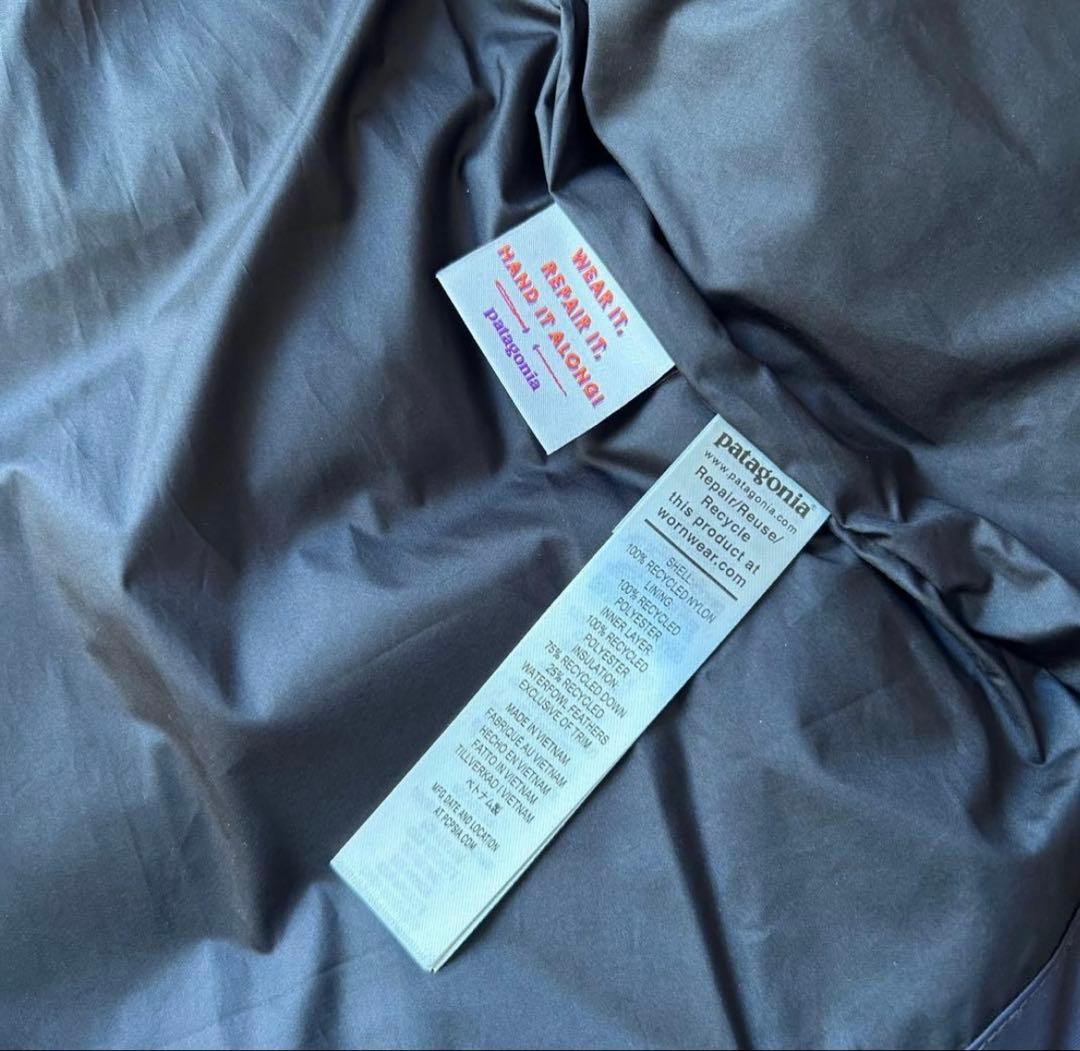 WEAR IT.
REPAIR IT.
HAND IT ALONG!
patagonia
patagonia®
www.patagonia.com
Repair/Reuse/
Recycle
this product at
wornwear.com
SHELL:
100% RECYCLED NYLON
LINING:
100% RECYCLED
POLYESTER
INNER LAYER:
100% RECYCLED
POLYESTER
INSULATION:
75% RECYCLED DOWN
25% RECYCLED
WATERFOWL FEATHERS
EXCLUSIVE OF TRIM.
MADE IN VIETNAM.
FABRIQUÉ AU VIETNAM
HECHO EN VIETNAM
FATTO IN VIETNAM
TILLVERKAD I VIETNAM
ベトナム製
MFG DATE AND LOCATION
AT PCPSIA.COM